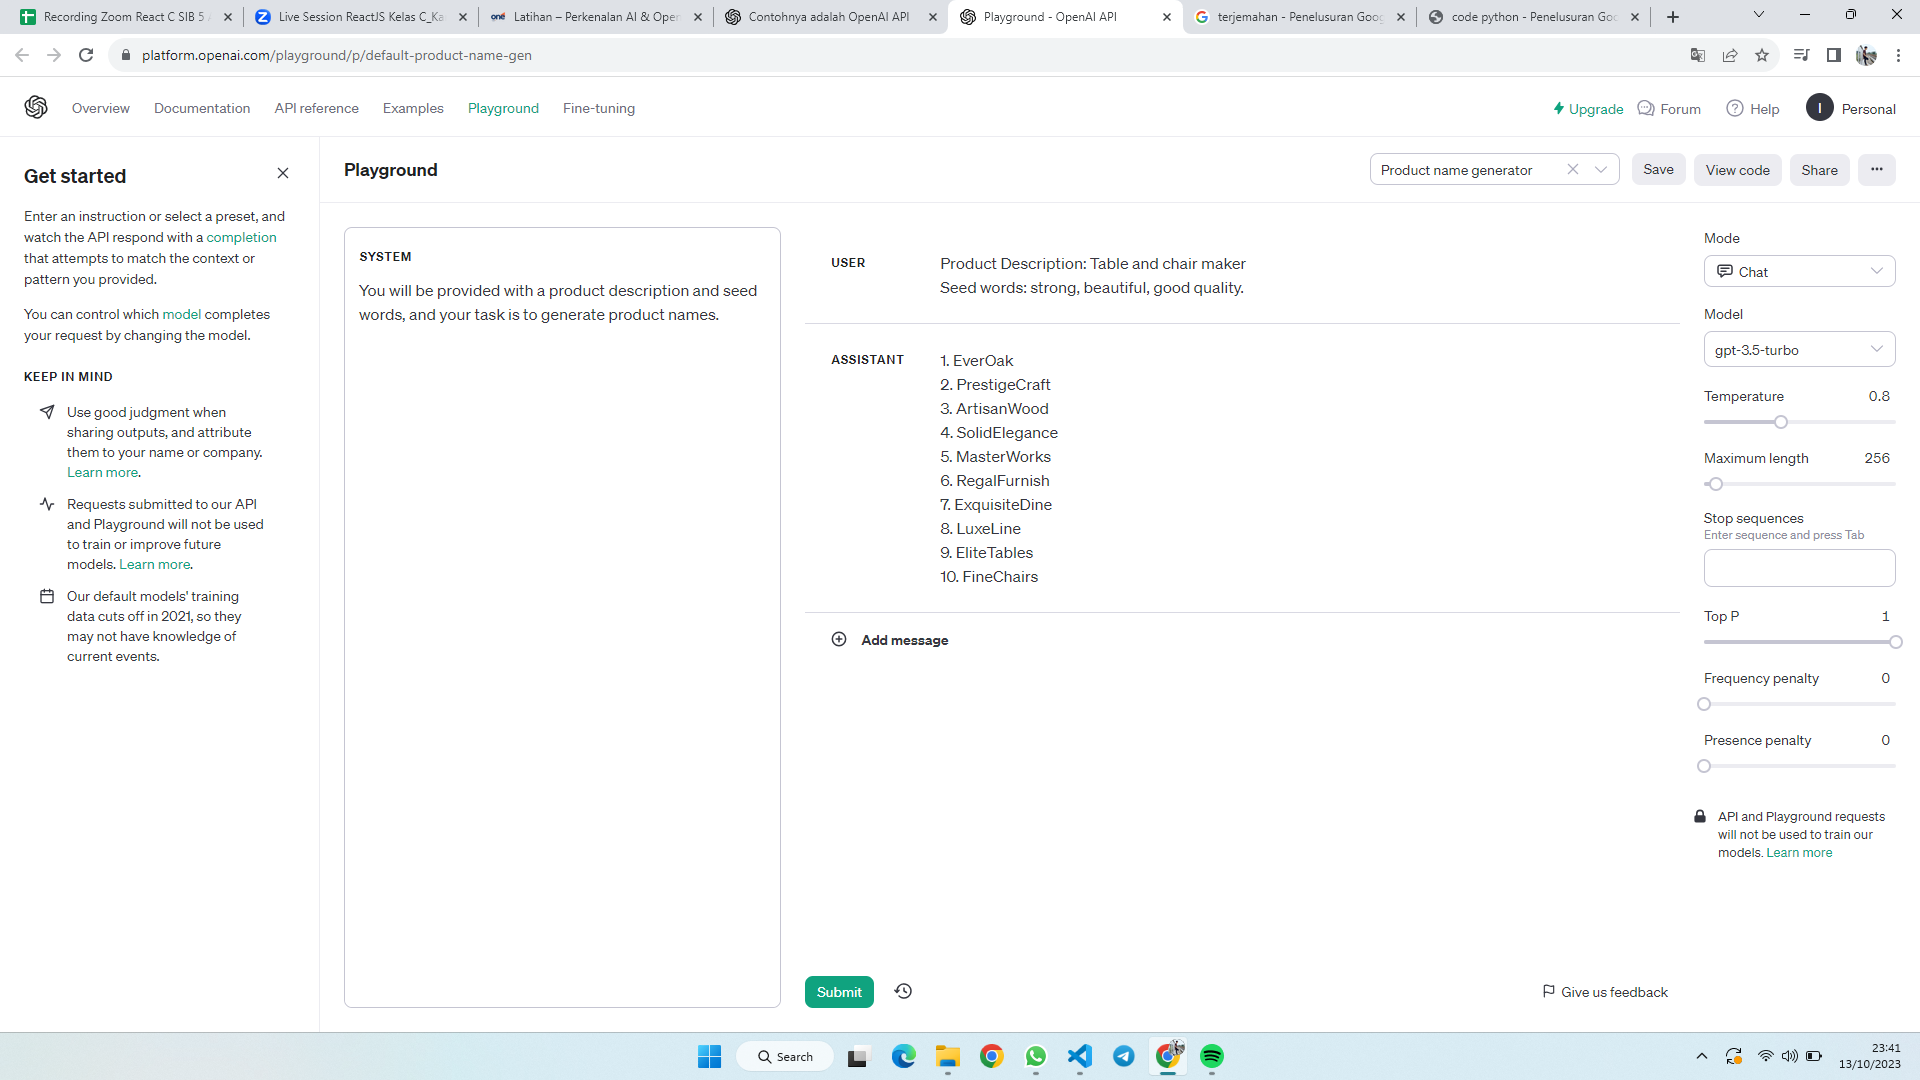 Recording Zoom React C SIB 5
Live Session ReactJS Kelas C_Ka
Latihan – Perkenalan AI & Oper
Contohnya adalah OpenAI API
Playground - OpenAI API
terjemahan - Penelusuran Goog
code python - Penelusuran Goo
platform.openai.com/playground/p/default-product-name-gen
Overview
Documentation
API reference
Examples
Playground
Fine-tuning
Upgrade
Forum
Help
I
Personal
Get started
Enter an instruction or select a preset, and
watch the API respond with a completion
that attempts to match the context or
pattern you provided.
You can control which model completes
your request by changing the model.
KEEP IN MIND
Use good judgment when
sharing outputs, and attribute
them to your name or company.
Learn more.
Requests submitted to our API
and Playground will not be used
to train or improve future
models. Learn more.
Our default models' training
data cuts off in 2021, so they
may not have knowledge of
current events.
Playground
Product name generator
Save
View code
Share
SYSTEM
You will be provided with a product description and seed
words, and your task is to generate product names.
USER
Product Description: Table and chair maker
Seed words: strong, beautiful, good quality.
ASSISTANT
1. EverOak
2. PrestigeCraft
3. ArtisanWood
4. SolidElegance
5. MasterWorks
6. RegalFurnish
7. ExquisiteDine
8. LuxeLine
9. EliteTables
10. FineChairs
Add message
Submit
Give us feedback
Mode
Chat
Model
gpt-3.5-turbo
Temperature 0.8
Maximum length 256
Stop sequences
Enter sequence and press Tab
Top P 1
Frequency penalty 0
Presence penalty 0
API and Playground requests
will not be used to train our
models. Learn more
Search
23:41
13/10/2023